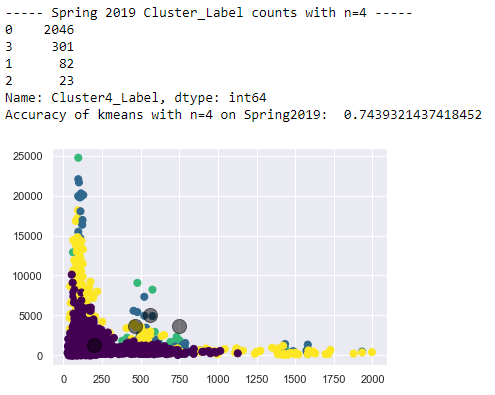 ----- Spring 2019 Cluster_Label counts with n=4 -----
0    2046
3     301
1      82
2      23
Name: Cluster4_Label, dtype: int64
Accuracy of kmeans with n=4 on Spring2019:  0.7439321437418452
25000
20000
15000
10000
5000
0
0 250 500 750 1000 1250 1500 1750 2000